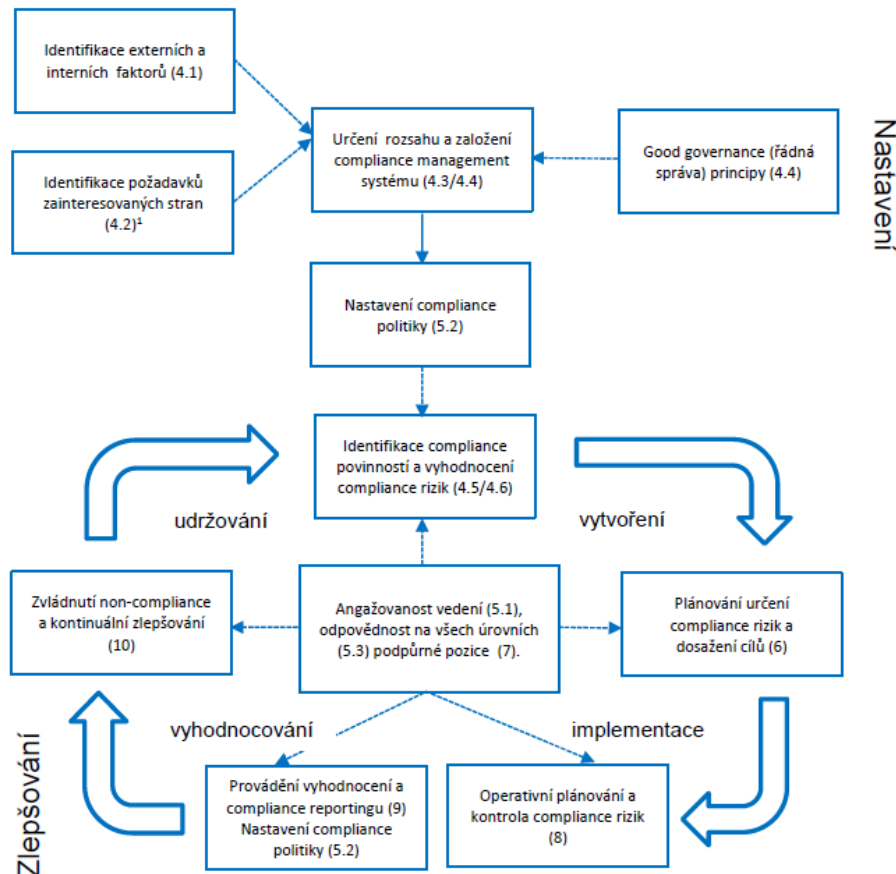 Identifikace externích a
interních faktorů (4.1)
Určení rozsahu a založení
compliance management
systému (4.3/4.4)
Good governance (řádná
správa) principy (4.4)
Nastavení
Identifikace požadavků
zainteresovaných stran
(4.2)¹
Nastavení compliance
politiky (5.2)
Identifikace compliance
povinností a vyhodnocení
compliance rizik (4.5/4.6)
udržování
vytvoření
Zvládnutí non-compliance
a kontinuální zlepšování
(10)
Angažovanost vedení (5.1),
odpovědnost na všech úrovních
(5.3) podpůrné pozice (7).
Plánování určení
compliance rizik a
dosažení cílů (6)
vyhodnocování
implementace
Zlepšování
Provádění vyhodnocení a
compliance reportingu (9)
Nastavení compliance
politiky (5.2)
Operativní plánování a
kontrola compliance rizik
(8)